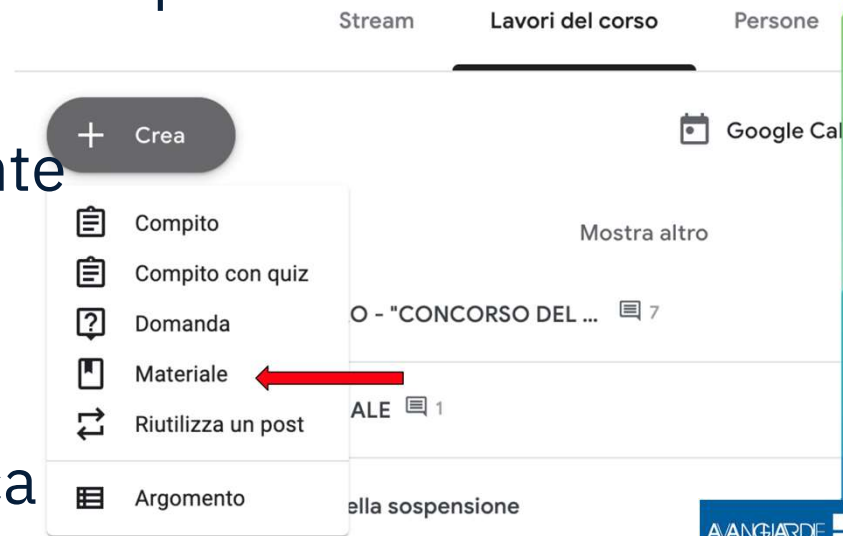 Stream Lavori del corso Persone
+ Crea
Google Cal
nte
Compito
Mostra altro
Compito con quiz
Domanda
O - "CONCORSO DEL ... 7
Materiale
ALE 1
Riutilizza un post
ca
Argomento
ella sospensione
AVANGUARDIE